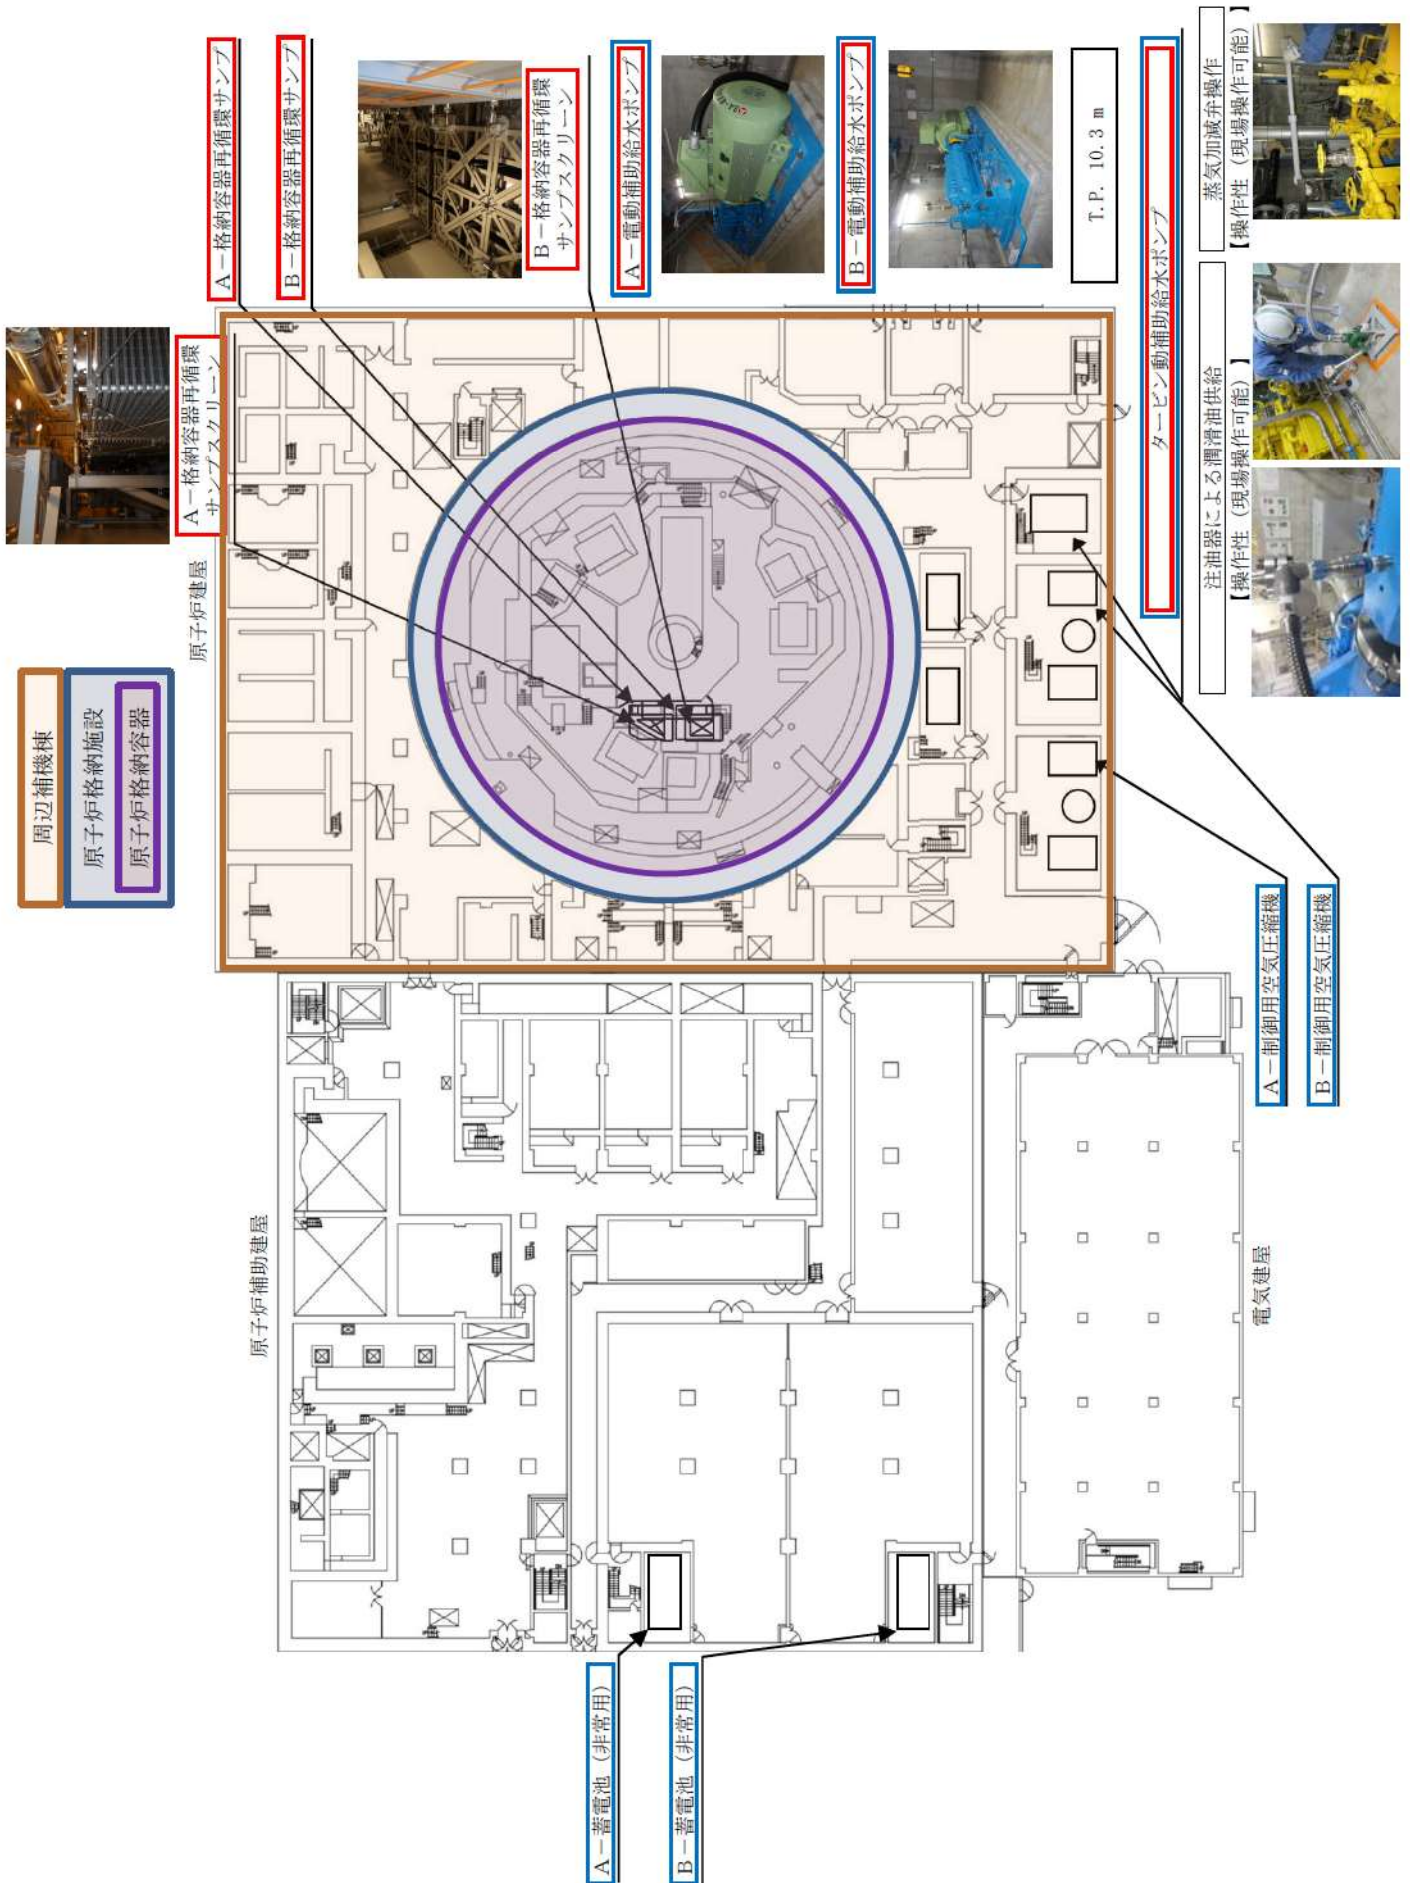 周辺補機棟
原子炉格納施設
原子炉格納容器
原子炉建屋
原子炉補助建屋
電気建屋
A－格納容器再循環
サンプスクリーン
A－格納容器再循環サンプ
B－格納容器再循環サンプ
B－格納容器再循環
サンプスクリーン
A－電動補助給水ポンプ
B－電動補助給水ポンプ
T.P. 10.3 m
タービン動補助給水ポンプ
注油器による潤滑油供給
【操作性（現場操作可能）】
蒸気加減弁操作
【操作性（現場操作可能）】
A－制御用空気圧縮機
B－制御用空気圧縮機
A－蓄電池（非常用）
B－蓄電池（非常用）